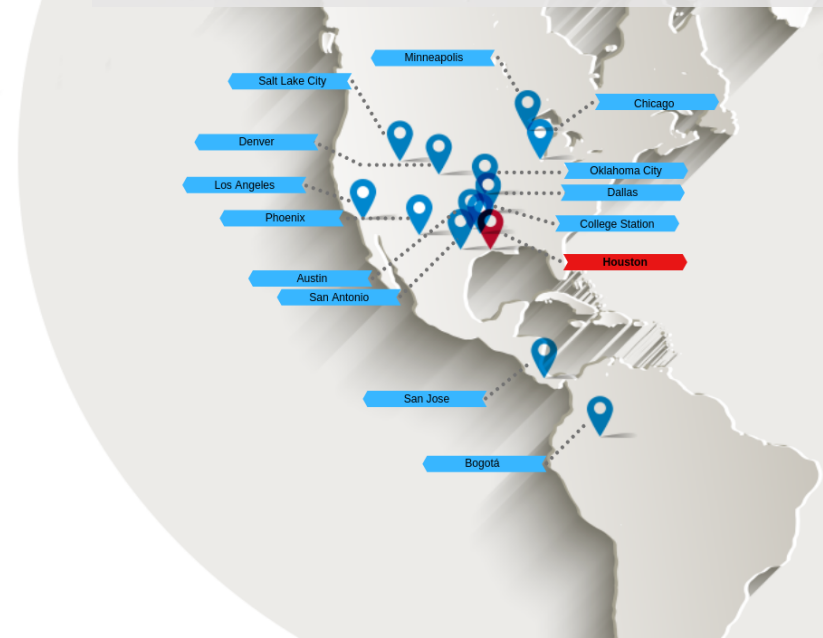 Minneapolis
Salt Lake City
Chicago
Denver
Oklahoma City
Los Angeles
Dallas
Phoenix
College Station
Houston
Austin
San Antonio
San Jose
Bogotá